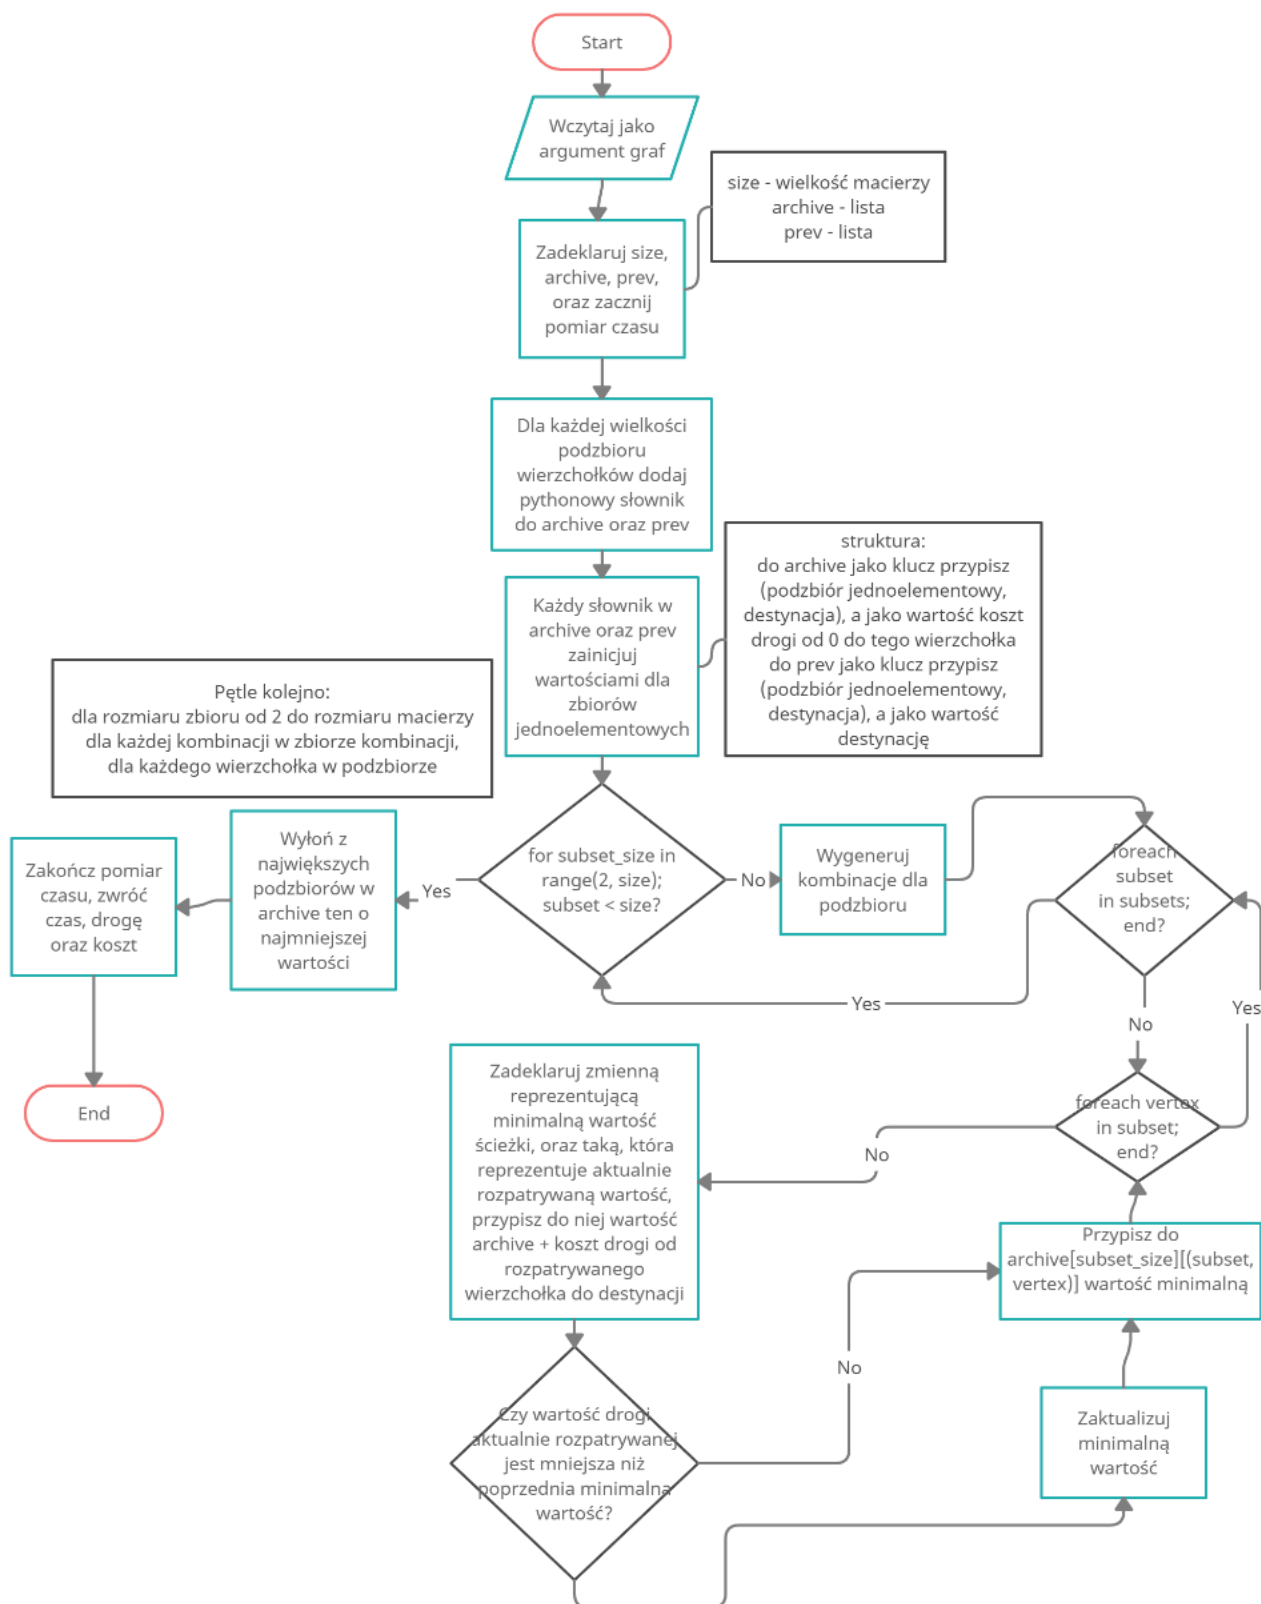 Start
Wczytaj jako
argument graf
size - wielkość macierzy
archive - lista
prev - lista
Zadeklaruj size,
archive, prev,
oraz zacznij
pomiar czasu
Dla każdej wielkości
podzbioru
wierzchołków dodaj
pythonowy słownik
do archive oraz prev
struktura:
do archive jako klucz przypisz
(podzbiór jednoelementowy,
destynacja), a jako wartość koszt
drogi od 0 do tego wierzchołka
do prev jako klucz przypisz
(podzbiór jednoelementowy,
destynacja), a jako wartość
destynację
Każdy słownik w
archive oraz prev
zainicjuj
wartościami dla
zbiorów
jednoelementowych
Pętle kolejno:
dla rozmiaru zbioru od 2 do rozmiaru macierzy
dla każdej kombinacji w zbiorze kombinacji,
dla każdego wierzchołka w podzbiorze
Zakończ pomiar
czasu, zwróć
czas, drogę
oraz koszt
Wyłoń z
największych
podzbiorów w
archive ten o
najmniejszej
wartości
Yes
for subset_size in
range(2, size);
subset < size?
No
Wygeneruj
kombinacje dla
podzbioru
foreach
subset
in subsets;
end?
Yes
No
Yes
End
Zadeklaruj zmienną
reprezentującą
minimalną wartość
ścieżki, oraz taką, która
reprezentuje aktualnie
rozpatrywaną wartość,
przypisz do niej wartość
archive + koszt drogi od
rozpatrywanego
wierzchołka do destynacji
No
foreach vertex
in subset;
end?
Przypisz do
archive[subset_size][(subset,
vertex)] wartość minimalną
No
Czy wartość drogi
aktualnie rozpatrywanej
jest mniejsza niż
poprzednia minimalna
wartość?
Zaktualizuj
minimalną
wartość